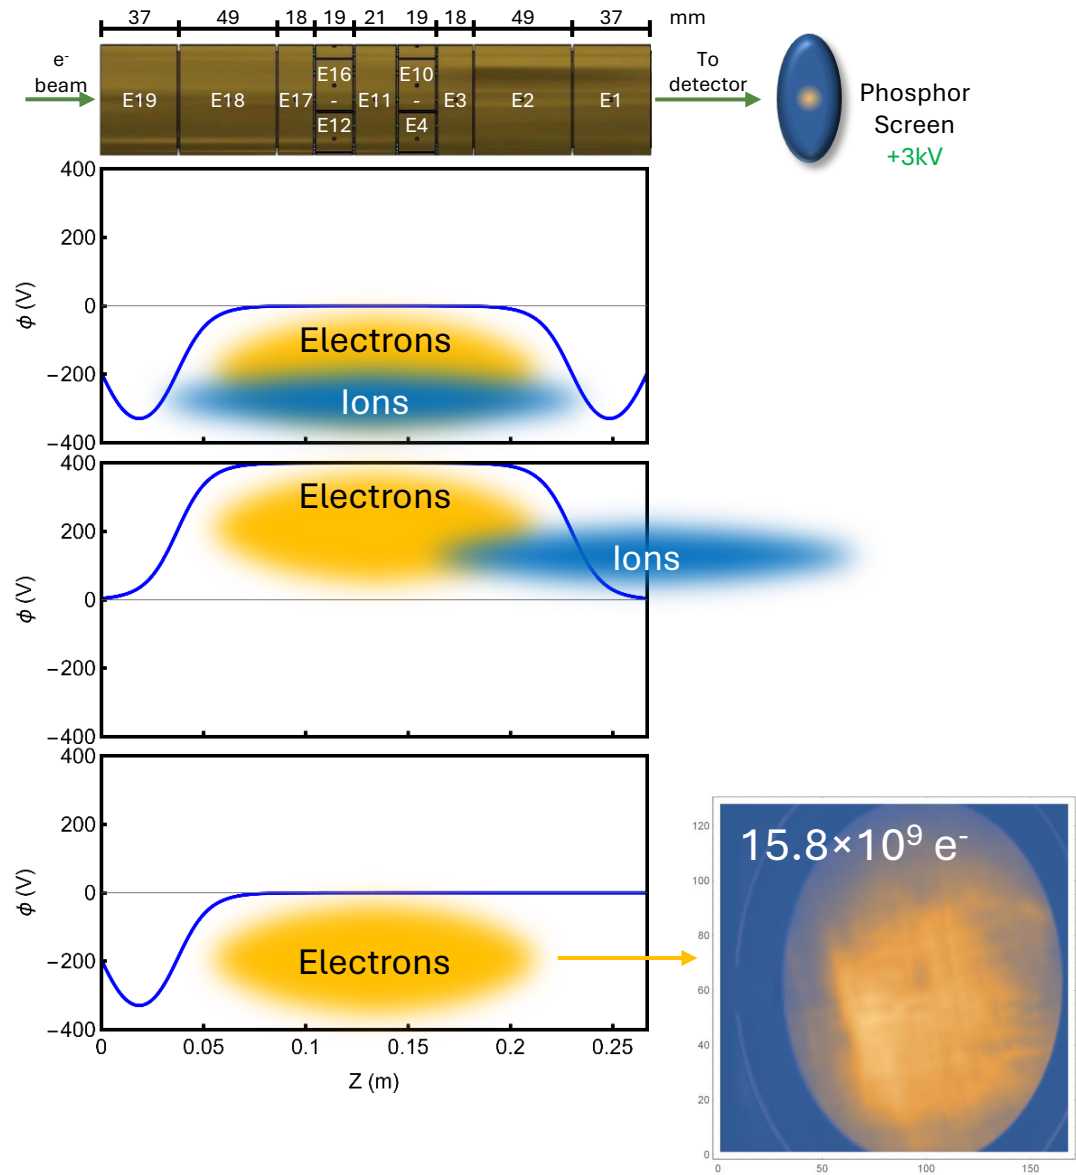 37 49 18 19 21 19 18 49 37 mm
e-
beam
E19 E18 E17 E16 - E12 E11 E10 - E4 E3 E2 E1
To
detector
Phosphor
Screen
+3kV
400
200
0
−200
−400
ϕ (V)
Electrons
Ions
400
200
0
−200
−400
ϕ (V)
Electrons
Ions
400
200
0
−200
−400
ϕ (V)
Electrons
0 0.05 0.1 0.15 0.2 0.25
Z (m)
15.8×10⁹ e⁻
120
100
80
60
40
20
0
0 50 100 150